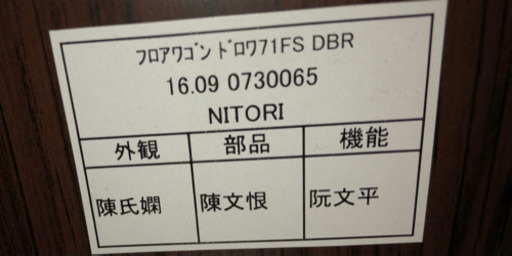 ﾌﾛｱﾜｺﾞﾝ ﾄﾞﾛﾜ71FS DBR
16.09 0730065
NITORI
外観 部品 機能
陳氏嫻 陳文恨 阮文平